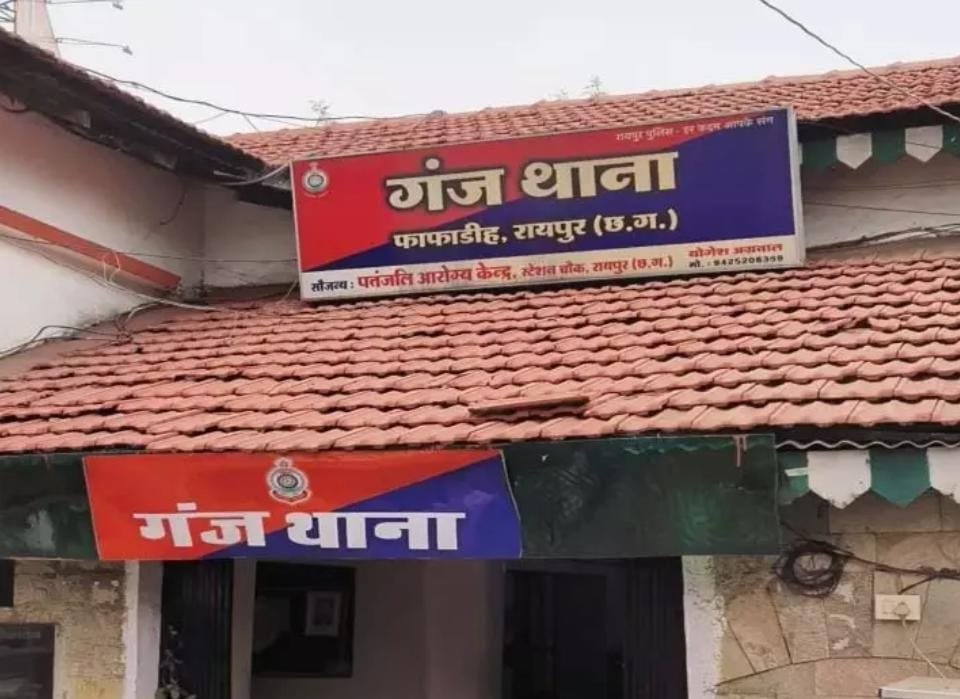 रायपुर पुलिस - हर कदम आपके संग
गंज थाना
फाफाडीह, रायपुर (छ.ग.)
सौजन्य : पतंजलि आरोग्य केन्द्र, स्टेशन चौक, रायपुर (छ.ग.)
योगेश अग्रवाल
मो. : 9425208359
गंज थाना